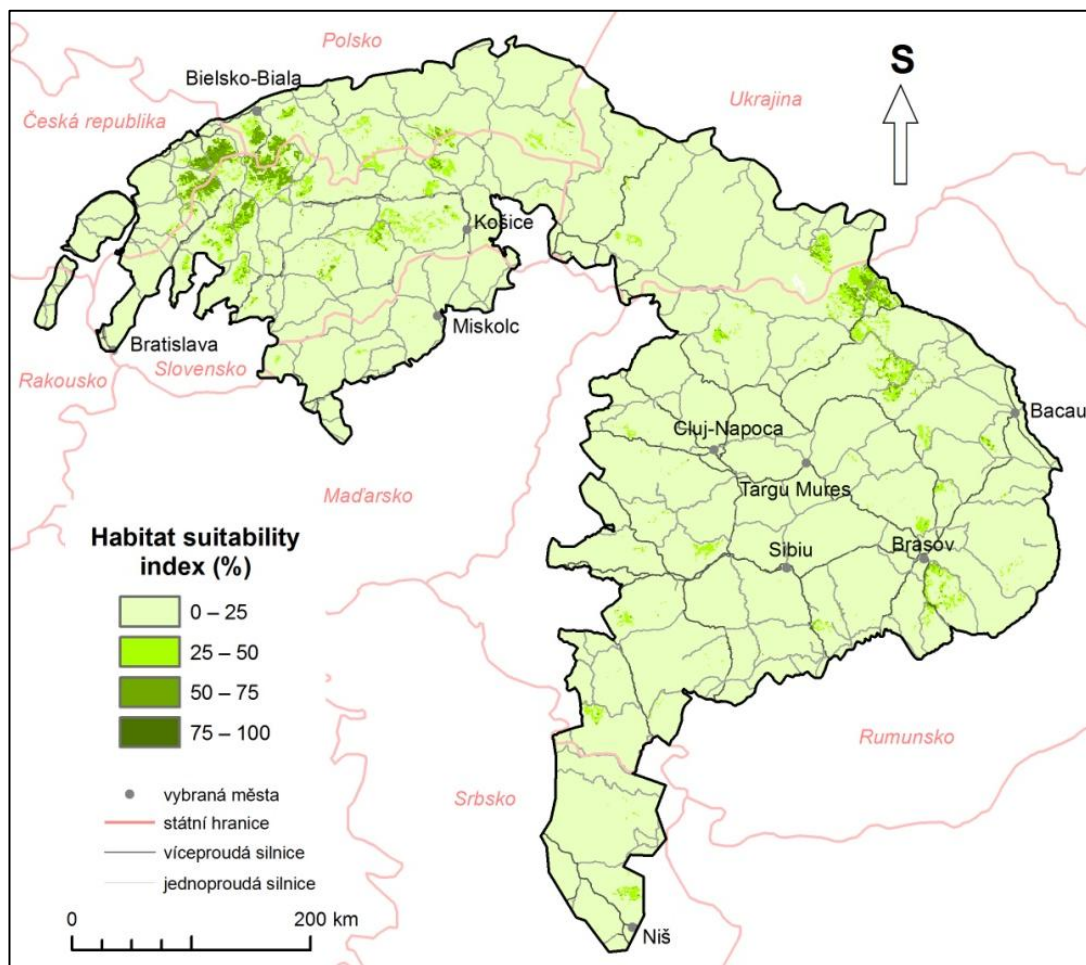 Polsko
Bielsko-Biala
S
Ukrajina
Česká republika
Košice
Miskolc
Bratislava
Slovensko
Rakousko
Bacau
Cluj-Napoca
Targu Mures
Maďarsko
Sibiu
Brasov
Habitat suitability
index (%)
0 – 25
25 – 50
50 – 75
75 – 100
Rumunsko
Srbsko
vybraná města
státní hranice
víceproudá silnice
jednoproudá silnice
0 200 km
Niš